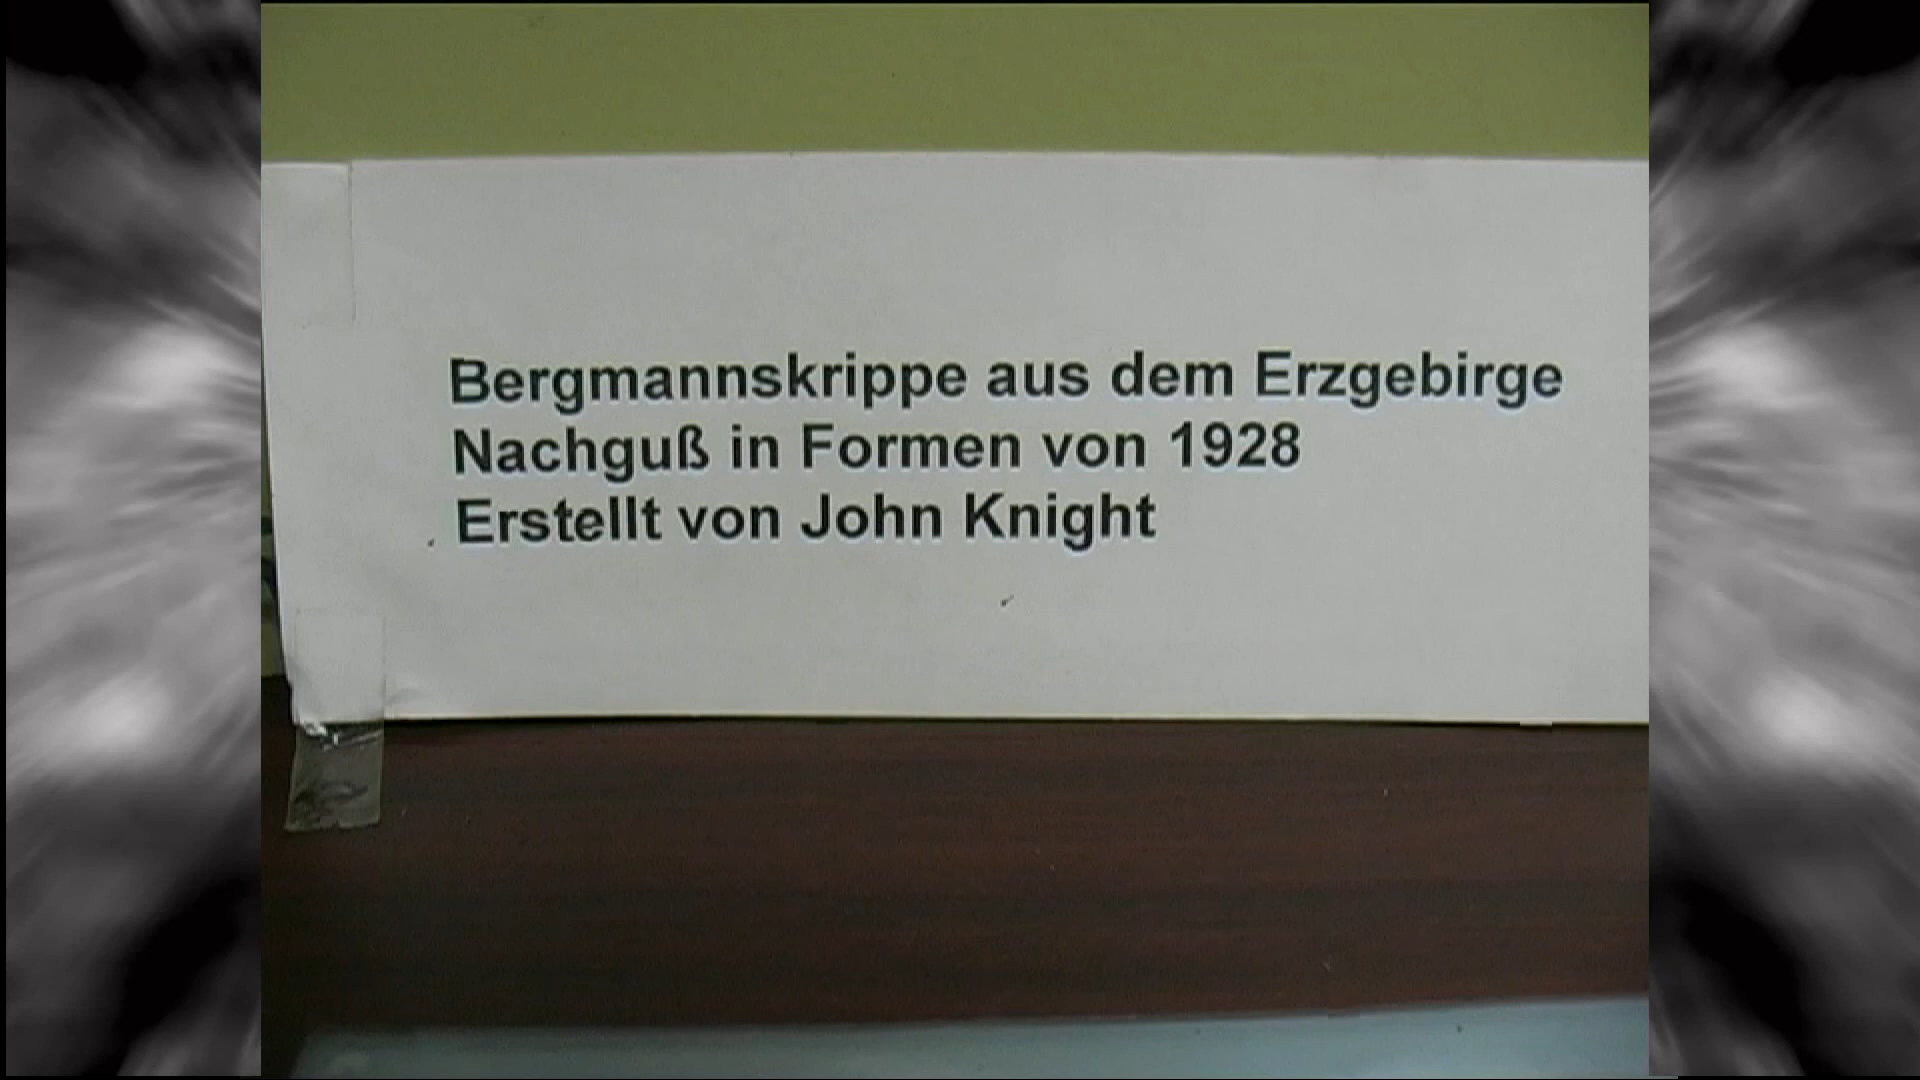 Bergmannskrippe aus dem Erzgebirge
Nachguß in Formen von 1928
Erstellt von John Knight